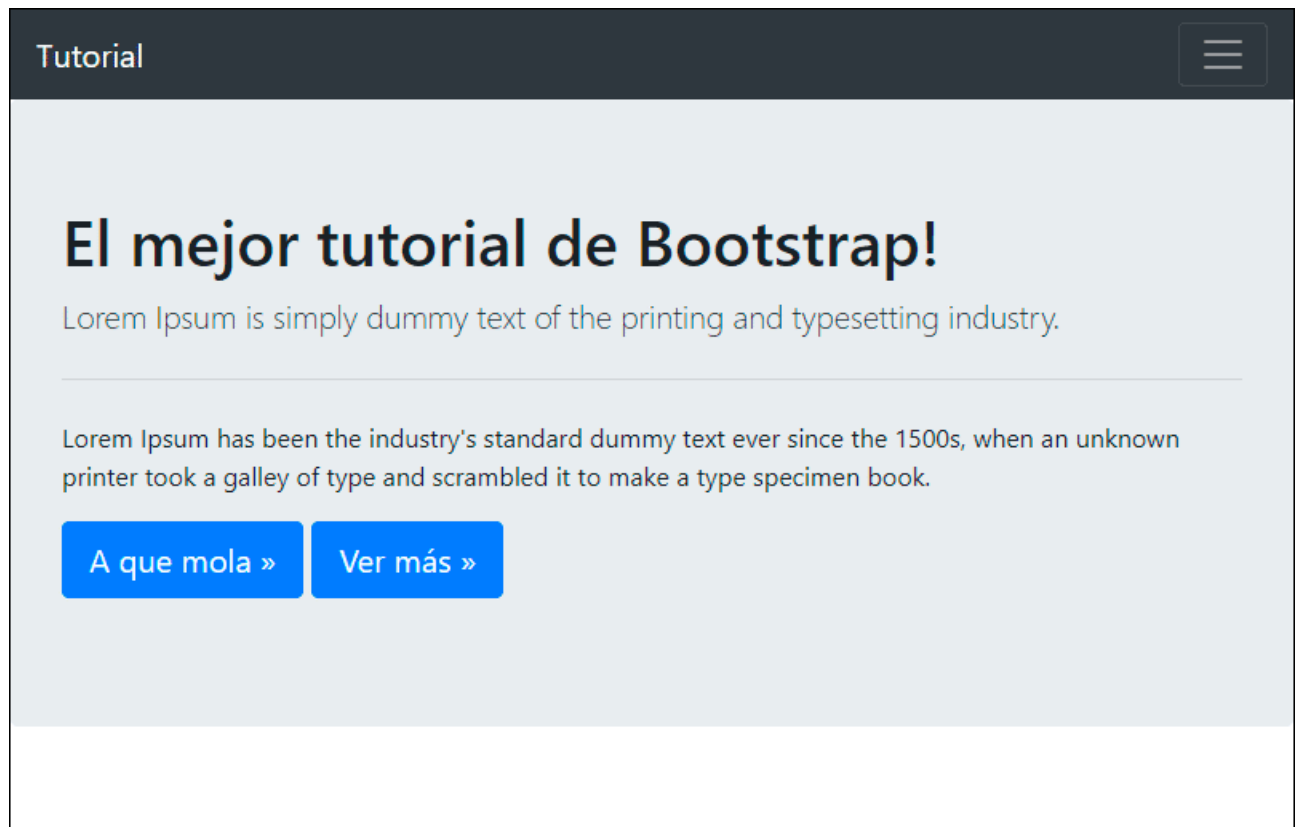 Tutorial
El mejor tutorial de Bootstrap!
Lorem Ipsum is simply dummy text of the printing and typesetting industry.
Lorem Ipsum has been the industry's standard dummy text ever since the 1500s, when an unknown
printer took a galley of type and scrambled it to make a type specimen book.
A que mola » Ver más »